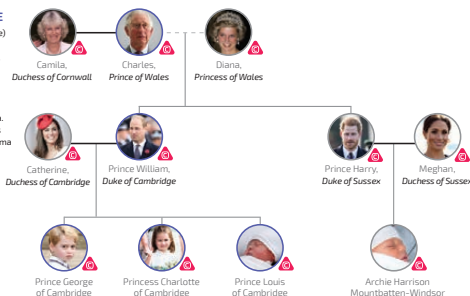 E
e)
Camila,
Duchess of Cornwall
Charles,
Prince of Wales
Diana,
Princess of Wales
n.
s
ma
Catherine,
Duchess of Cambridge
Prince William,
Duke of Cambridge
Prince Harry,
Duke of Sussex
Meghan,
Duchess of Sussex
Prince George
of Cambridge
Princess Charlotte
of Cambridge
Prince Louis
of Cambridge
Archie Harrison
Mountbatten-Windsor